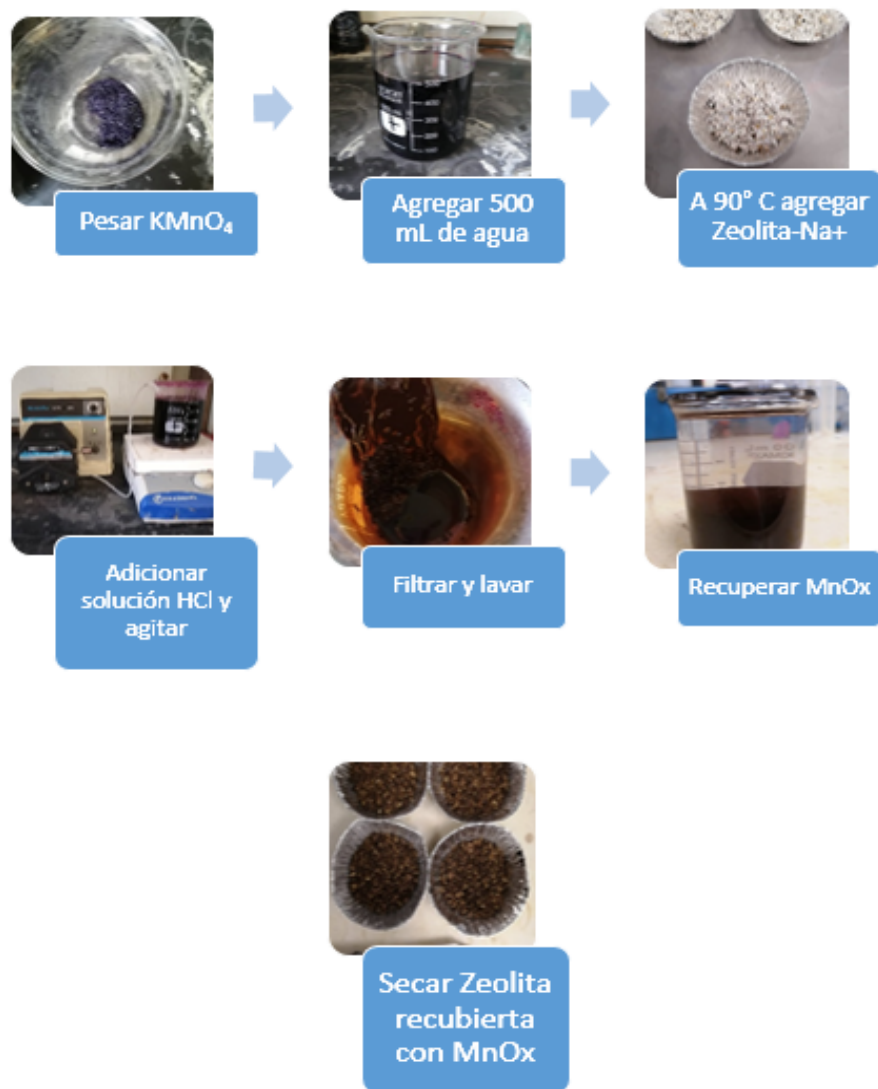 Pesar KMnO₄
Agregar 500
mL de agua
A 90° C agregar
Zeolita-Na+
Adicionar
solución HCl y
agitar
Filtrar y lavar
Recuperar MnOx
Secar Zeolita
recubierta
con MnOx